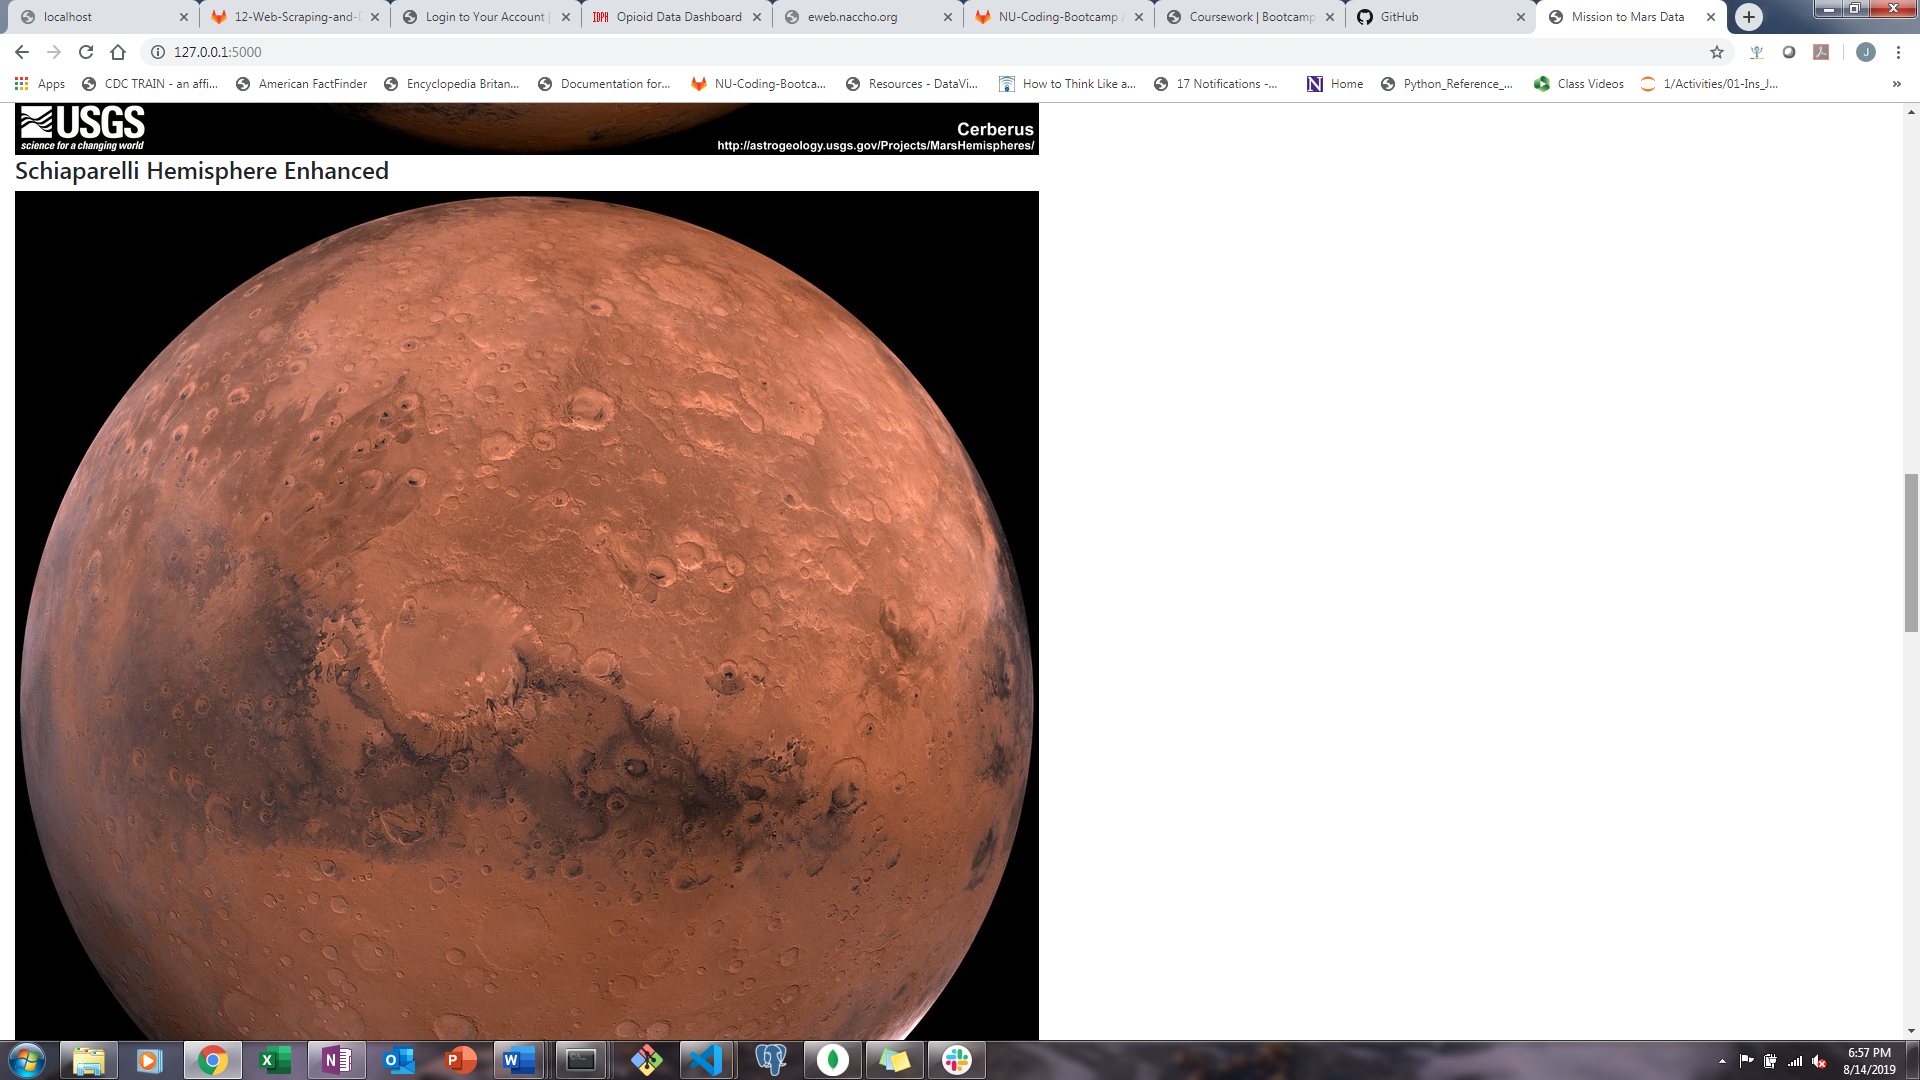 localhost
12-Web-Scraping-and-
Login to Your Account |
IDPH Opioid Data Dashboard
eweb.naccho.org
NU-Coding-Bootcamp /
Coursework | Bootcamp
GitHub
Mission to Mars Data
127.0.0.1:5000
J
Apps
CDC TRAIN - an affi...
American FactFinder
Encyclopedia Britan...
Documentation for...
NU-Coding-Bootca...
Resources - DataVi...
How to Think Like a...
17 Notifications -...
N Home
Python_Reference_...
Class Videos
1/Activities/01-Ins_J...
»
USGS
science for a changing world
Cerberus
http://astrogeology.usgs.gov/Projects/MarsHemispheres/
Schiaparelli Hemisphere Enhanced
6:57 PM
8/14/2019